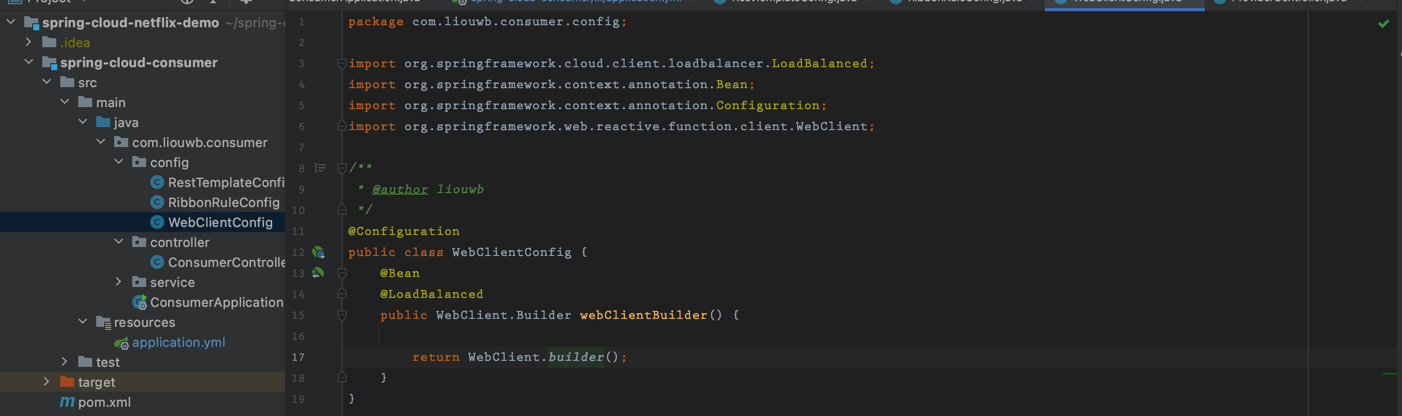 spring-cloud-netflix-demo
.idea
spring-cloud-consumer
src
main
java
com.liouwb.consumer
config
RestTemplateConfi
RibbonRuleConfig
WebClientConfig
controller
ConsumerControlle
service
ConsumerApplication
resources
application.yml
test
target
pom.xml
1 package com.liouwb.consumer.config;
2
3 import org.springframework.cloud.client.loadbalancer.LoadBalanced;
4 import org.springframework.context.annotation.Bean;
5 import org.springframework.context.annotation.Configuration;
6 import org.springframework.web.reactive.function.client.WebClient;
7
8 /**
9 * @author liouwb
10 */
11 @Configuration
12 public class WebClientConfig {
13 @Bean
14 @LoadBalanced
15 public WebClient.Builder webClientBuilder() {
16
17 return WebClient.builder();
18 }
19 }